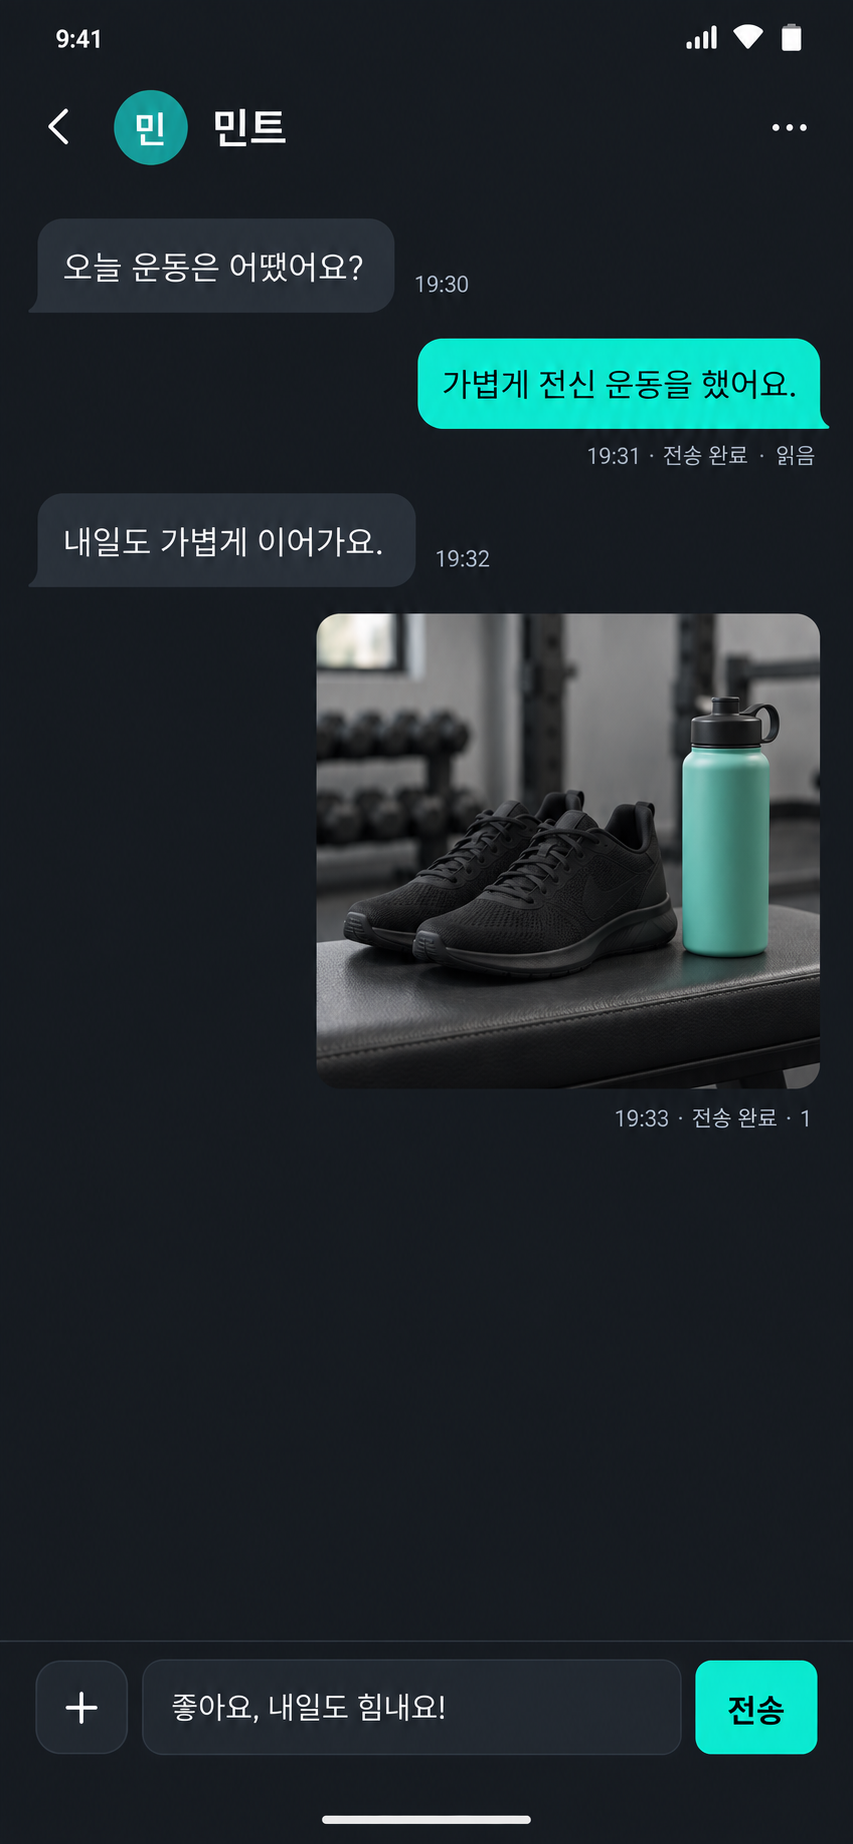 9:41
민 민트
오늘 운동은 어땠어요? 19:30
가볍게 전신 운동을 했어요.
19:31 · 전송 완료 · 읽음
내일도 가볍게 이어가요. 19:32
19:33 · 전송 완료 · 1
좋아요, 내일도 힘내요! 전송